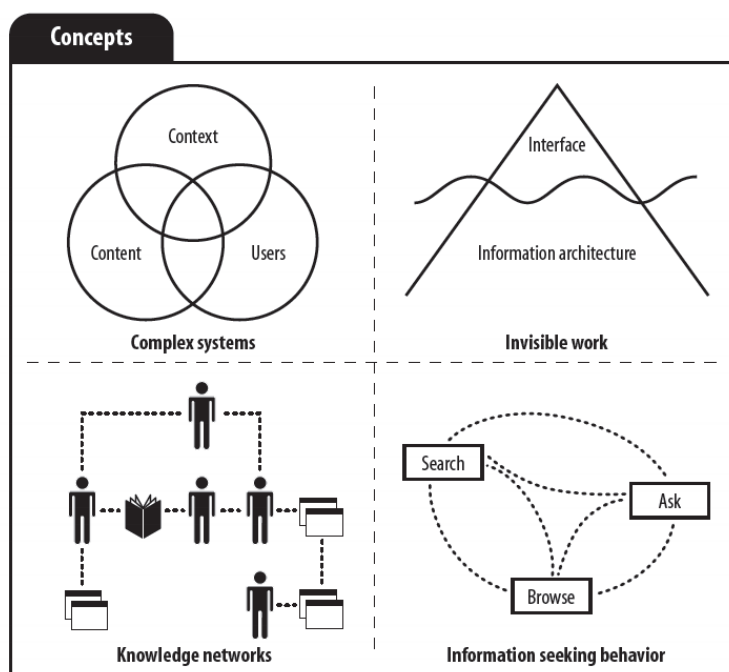 Concepts
Context
Content
Users
Complex systems
Interface
Information architecture
Invisible work
Knowledge networks
Search
Ask
Browse
Information seeking behavior